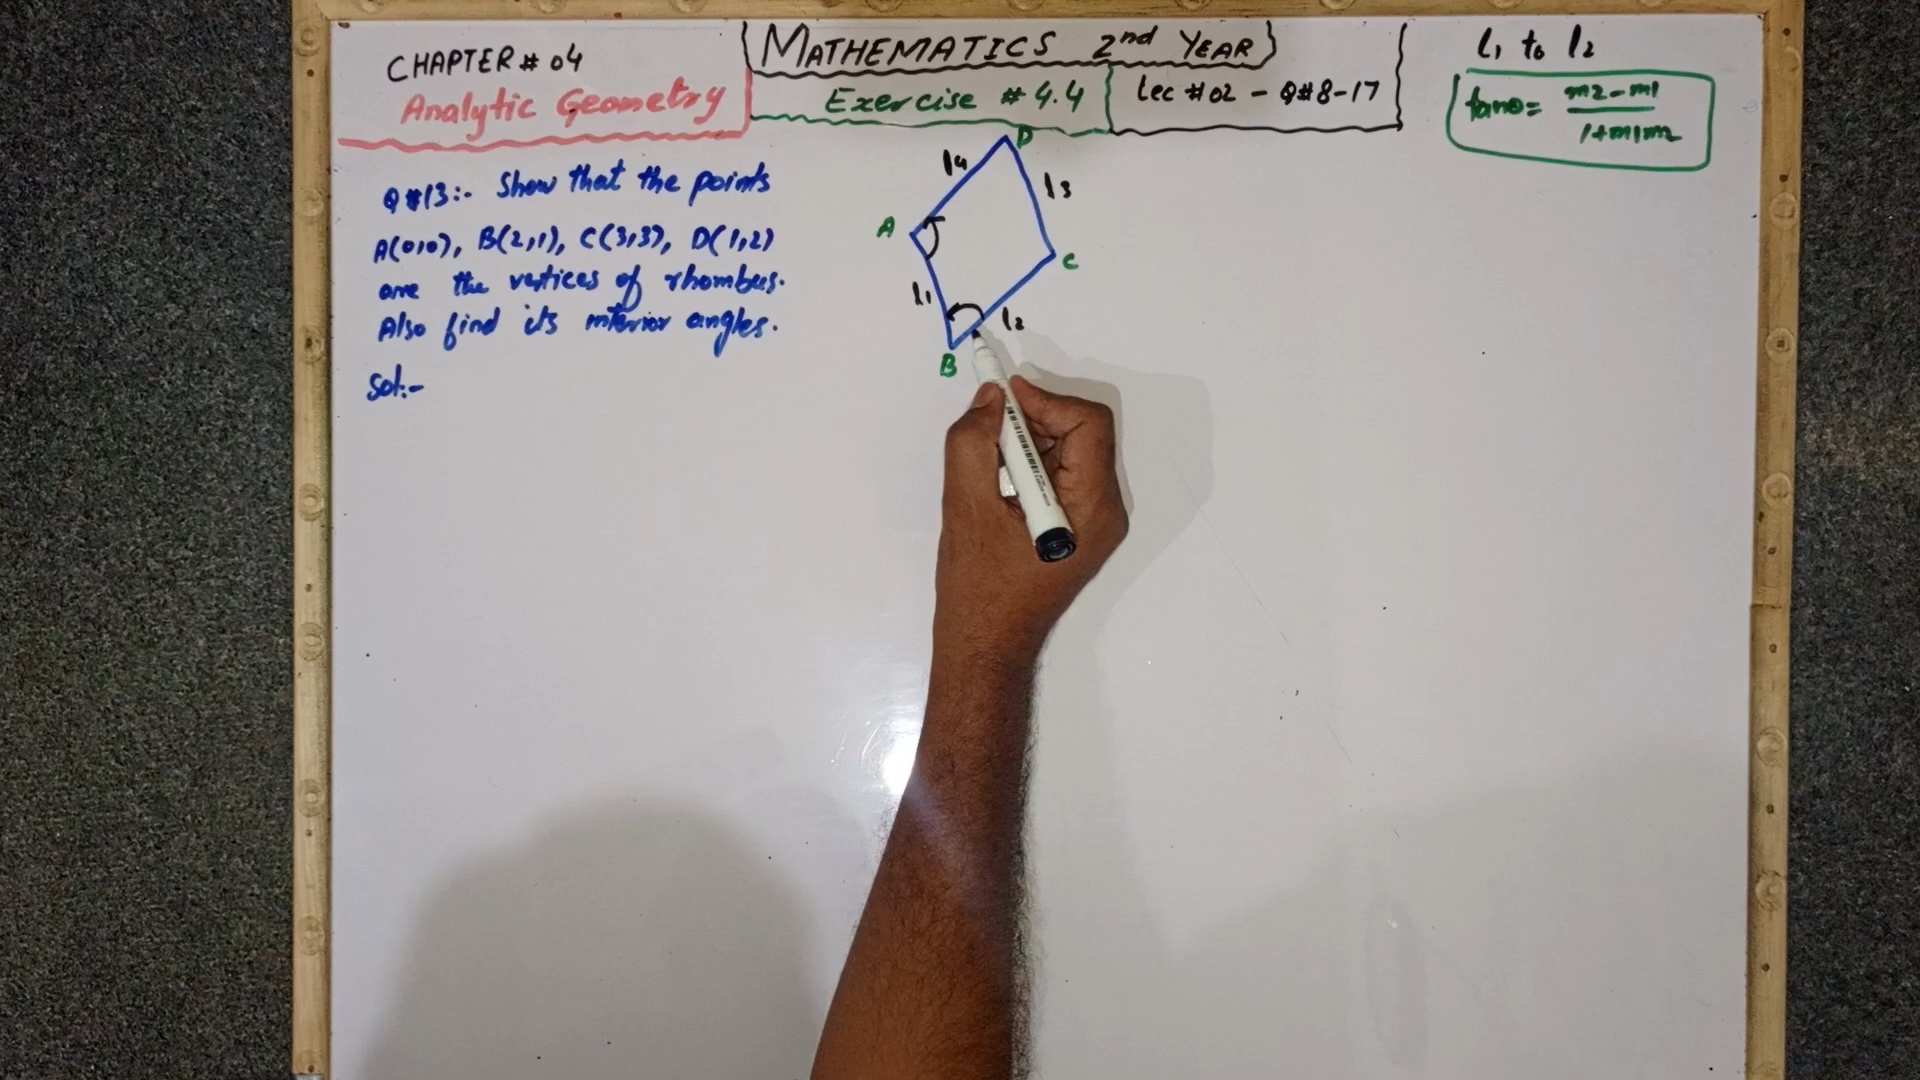 CHAPTER # 04
Analytic Geometry
MATHEMATICS 2nd YEAR
Exercise # 4.4
Lec # 02 - Q#8-17
l1 to l2
tanθ = m2-m1 / 1+m1m2
Q#13:- Show that the points
A(0,0), B(2,1), C(3,3), D(1,2)
are the vertices of rhombus.
Also find its interior angles.
Sol:-
D
l4
l3
A
C
l1
l2
B